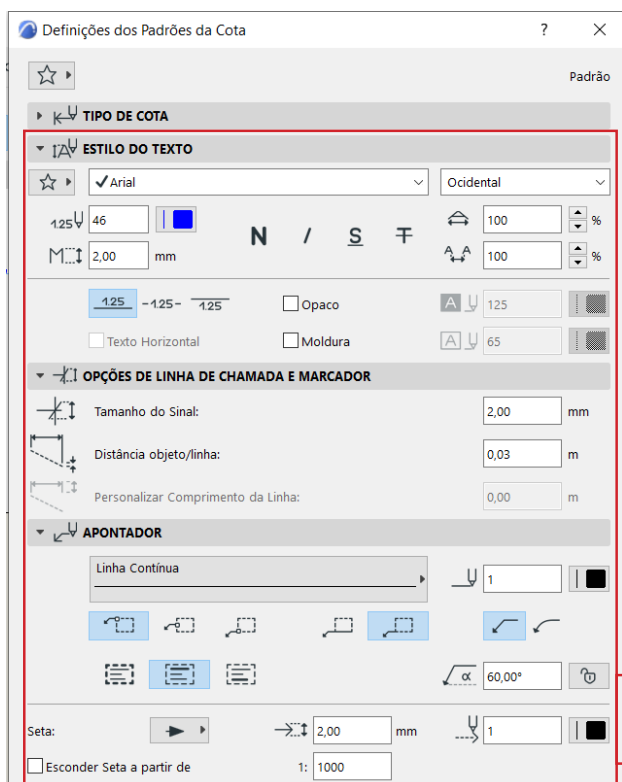 Definições dos Padrões da Cota ?
Padrão
TIPO DE COTA
ESTILO DO TEXTO
Arial Ocidental
1.25 46 N I S T 100 %
M 2,00 mm A A 100 %
1.25 -1.25- 1.25 Opaco A 125
Texto Horizontal Moldura A 65
OPÇÕES DE LINHA DE CHAMADA E MARCADOR
Tamanho do Sinal: 2,00 mm
Distância objeto/linha: 0,03 m
Personalizar Comprimento da Linha: 0,00 m
APONTADOR
Linha Contínua 1
α 60,00°
Seta: 2,00 mm 1
Esconder Seta a partir de 1: 1000